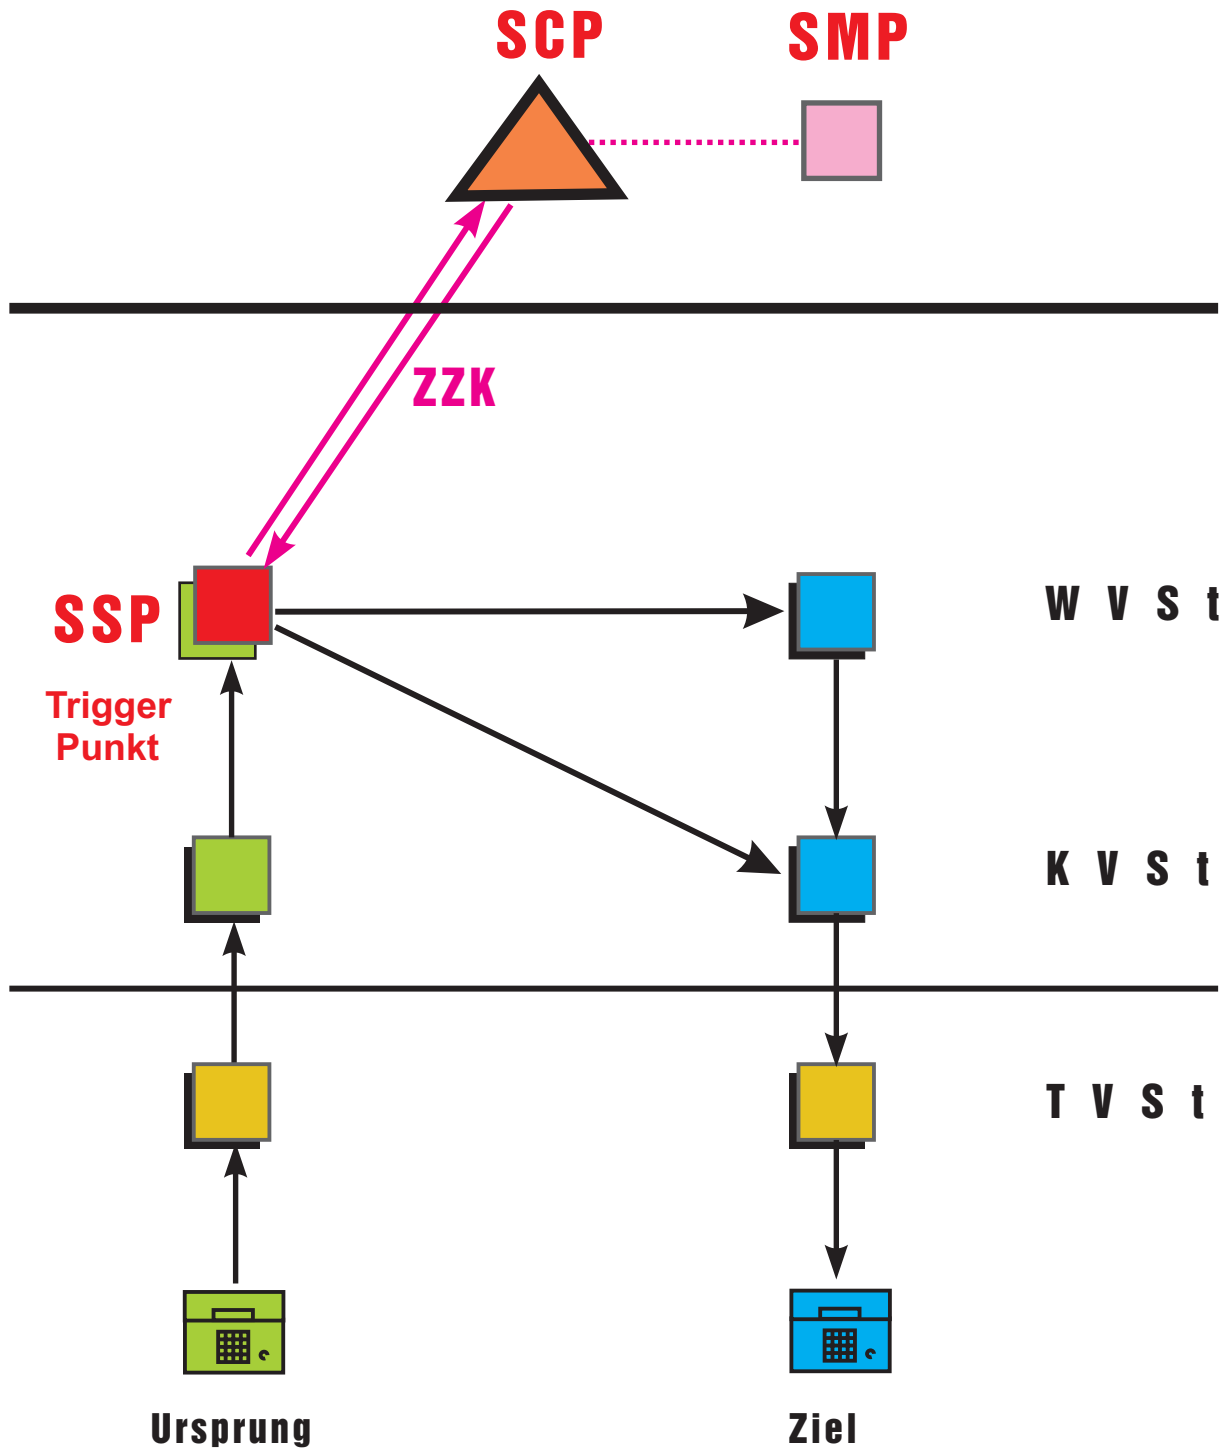 SCP
SMP
ZZK
SSP
W V S t
Trigger
Punkt
K V S t
T V S t
Ursprung
Ziel